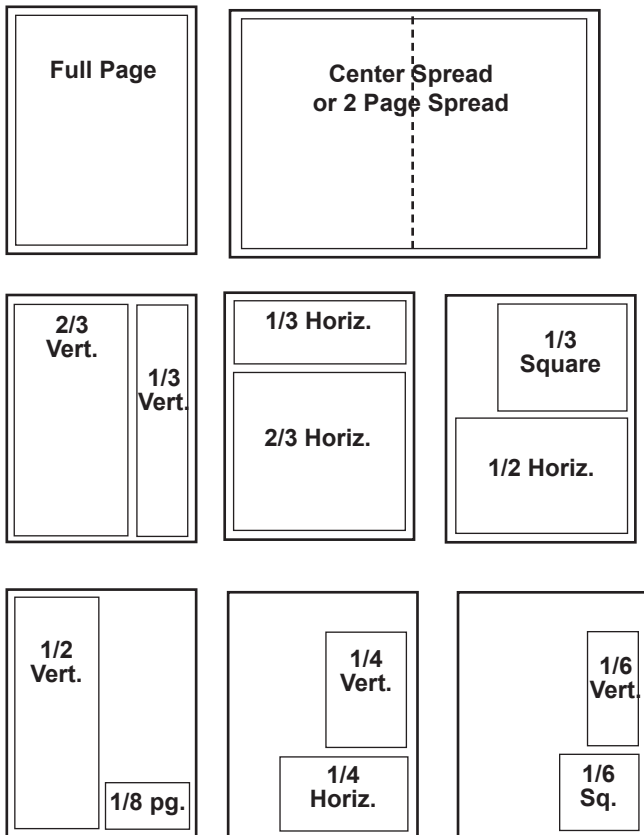 Full Page
Center Spread
or 2 Page Spread
2/3
Vert.
1/3
Vert.
1/3 Horiz.
2/3 Horiz.
1/3
Square
1/2 Horiz.
1/2
Vert.
1/8 pg.
1/4
Vert.
1/4
Horiz.
1/6
Vert.
1/6
Sq.